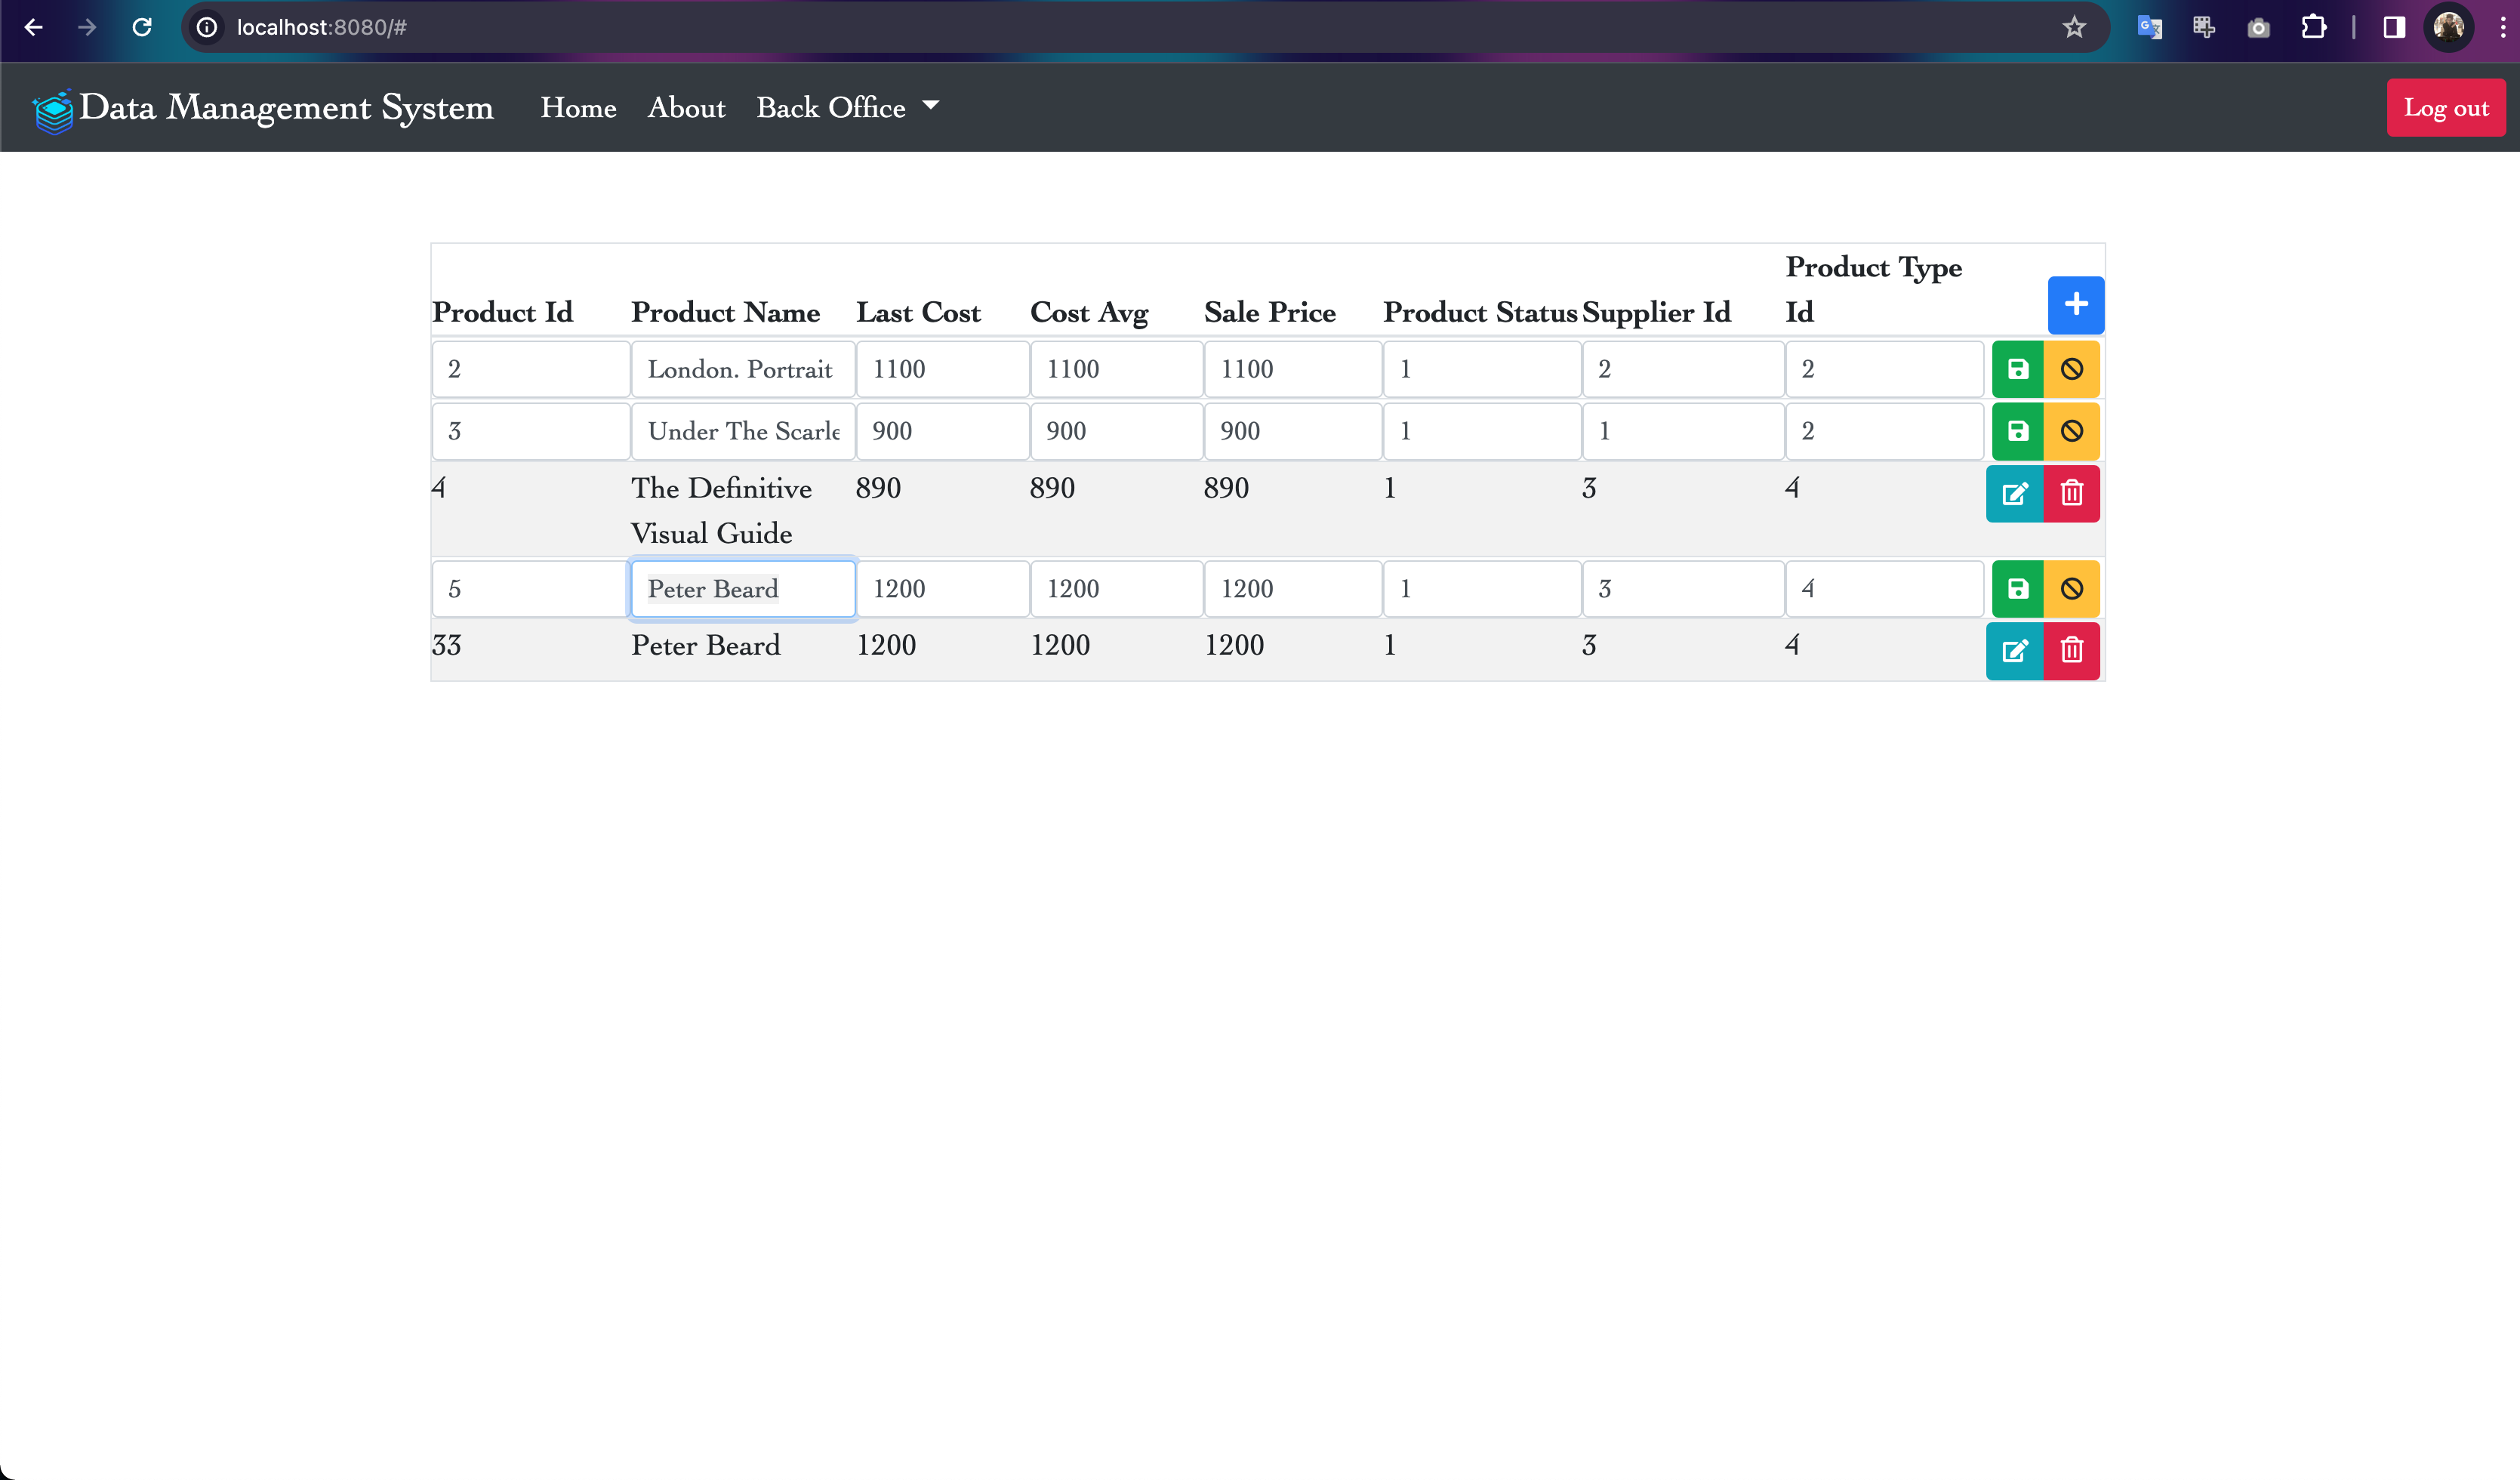 localhost:8080/#
Data Management System Home About Back Office Log out
Product Id Product Name Last Cost Cost Avg Sale Price Product Status Supplier Id Product Type
Id
2 London. Portrait 1100 1100 1100 1 2 2
3 Under The Scarle 900 900 900 1 1 2
4 The Definitive 890 890 890 1 3 4
Visual Guide
5 Peter Beard 1200 1200 1200 1 3 4
33 Peter Beard 1200 1200 1200 1 3 4